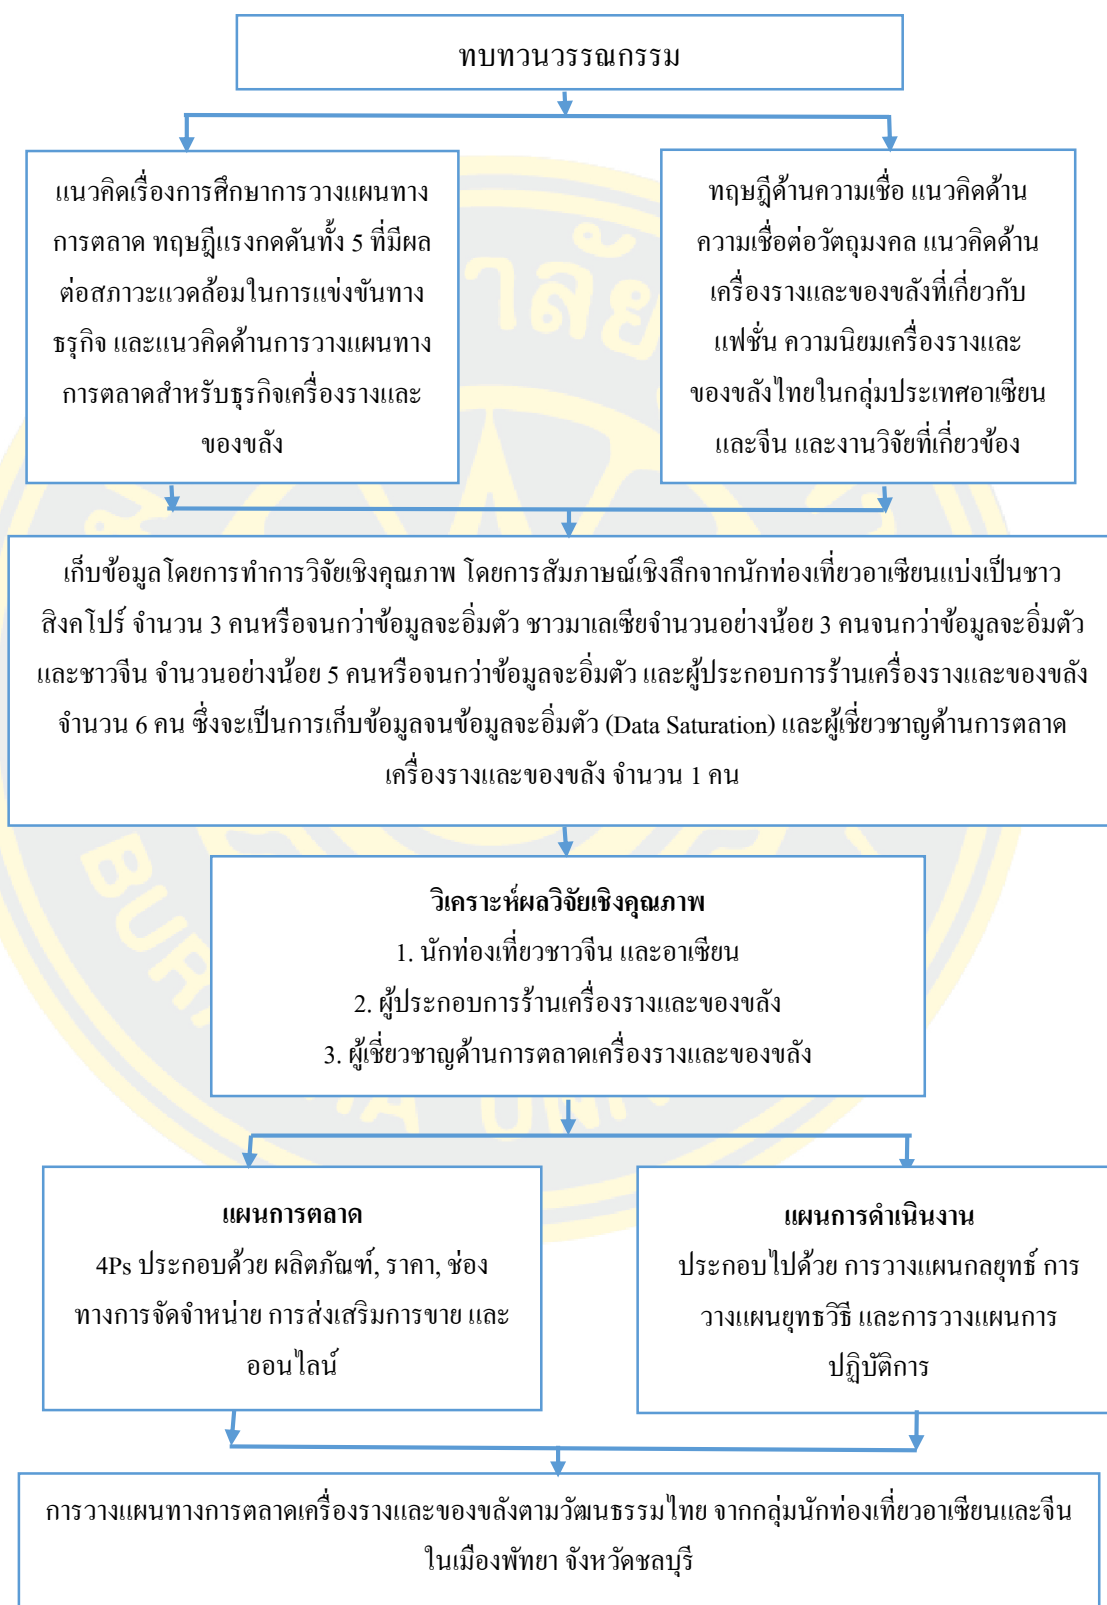 ทบทวนวรรณกรรม
แนวคิดเรื่องการศึกษาการวางแผนทาง
การตลาด ทฤษฎีแรงกดดันทั้ง 5 ที่มีผล
ต่อสภาวะแวดล้อมในการแข่งขันทาง
ธรุกิจ และแนวคิดด้านการวางแผนทาง
การตลาดสำหรับธุรกิจเครื่องรางและ
ของขลัง
ทฤษฎีด้านความเชื่อ แนวคิดด้าน
ความเชื่อต่อวัตถุมงคล แนวคิดด้าน
เครื่องรางและของขลังที่เกี่ยวกับ
แฟชั่น ความนิยมเครื่องรางและ
ของขลังไทยในกลุ่มประเทศอาเซียน
และจีน และงานวิจัยที่เกี่ยวข้อง
เก็บข้อมูลโดยการทำการวิจัยเชิงคุณภาพ โดยการสัมภาษณ์เชิงลึกจากนักท่องเที่ยวอาเซียนแบ่งเป็นชาว
สิงคโปร์ จำนวน 3 คนหรือจนกว่าข้อมูลจะอิ่มตัว ชาวมาเลเซียจำนวนอย่างน้อย 3 คนจนกว่าข้อมูลจะอิ่มตัว
และชาวจีน จำนวนอย่างน้อย 5 คนหรือจนกว่าข้อมูลจะอิ่มตัว และผู้ประกอบการร้านเครื่องรางและของขลัง
จำนวน 6 คน ซึ่งจะเป็นการเก็บข้อมูลจนข้อมูลจะอิ่มตัว (Data Saturation) และผู้เชี่ยวชาญด้านการตลาด
เครื่องรางและของขลัง จำนวน 1 คน
วิเคราะห์ผลวิจัยเชิงคุณภาพ
1. นักท่องเที่ยวชาวจีน และอาเซียน
2. ผู้ประกอบการร้านเครื่องรางและของขลัง
3. ผู้เชี่ยวชาญด้านการตลาดเครื่องรางและของขลัง
แผนการตลาด
4Ps ประกอบด้วย ผลิตภัณฑ์, ราคา, ช่อง
ทางการจัดจำหน่าย การส่งเสริมการขาย และ
ออนไลน์
แผนการดำเนินงาน
ประกอบไปด้วย การวางแผนกลยุทธ์ การ
วางแผนยุทธวิธี และการวางแผนการ
ปฏิบัติการ
การวางแผนทางการตลาดเครื่องรางและของขลังตามวัฒนธรรมไทย จากกลุ่มนักท่องเที่ยวอาเซียนและจีน
ในเมืองพัทยา จังหวัดชลบุรี